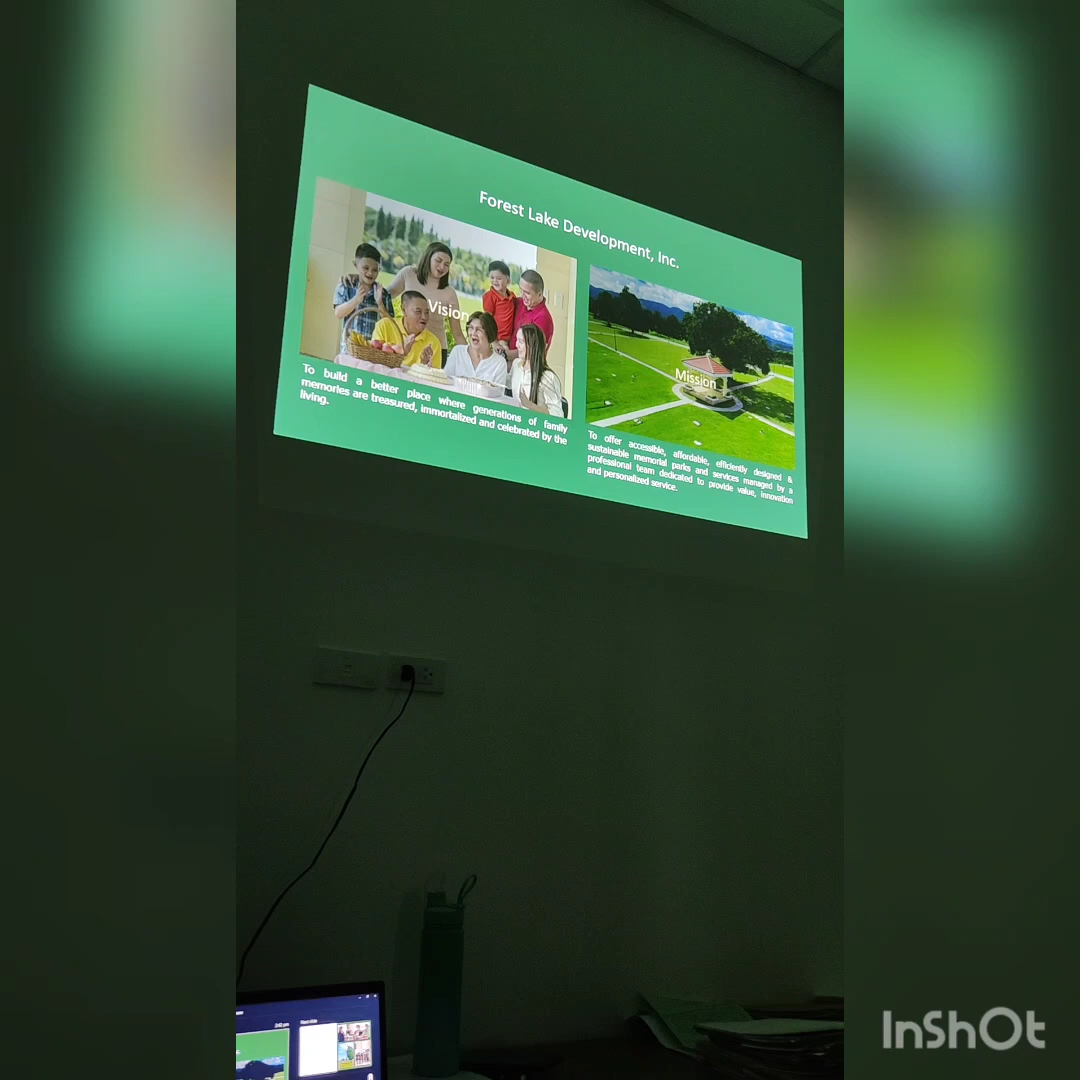 Forest Lake Development, Inc.
Vision
To build a better place where generations of family
memories are treasured, immortalized and celebrated by the
living.
Mission
To offer accessible, affordable, efficiently designed &
sustainable memorial parks and services managed by a
professional team dedicated to provide value, innovation
and personalized service.
InShOt